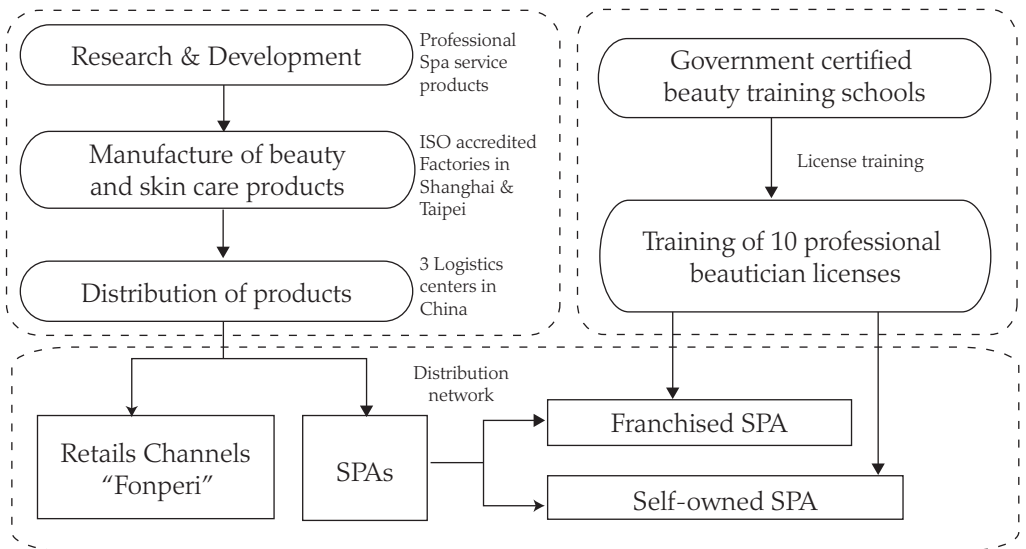 Research & Development
Professional
Spa service
products
Manufacture of beauty
and skin care products
ISO accredited
Factories in
Shanghai &
Taipei
Distribution of products
3 Logistics
centers in
China
Government certified
beauty training schools
License training
Training of 10 professional
beautician licenses
Distribution
network
Retails Channels
“Fonperi”
SPAs
Franchised SPA
Self-owned SPA